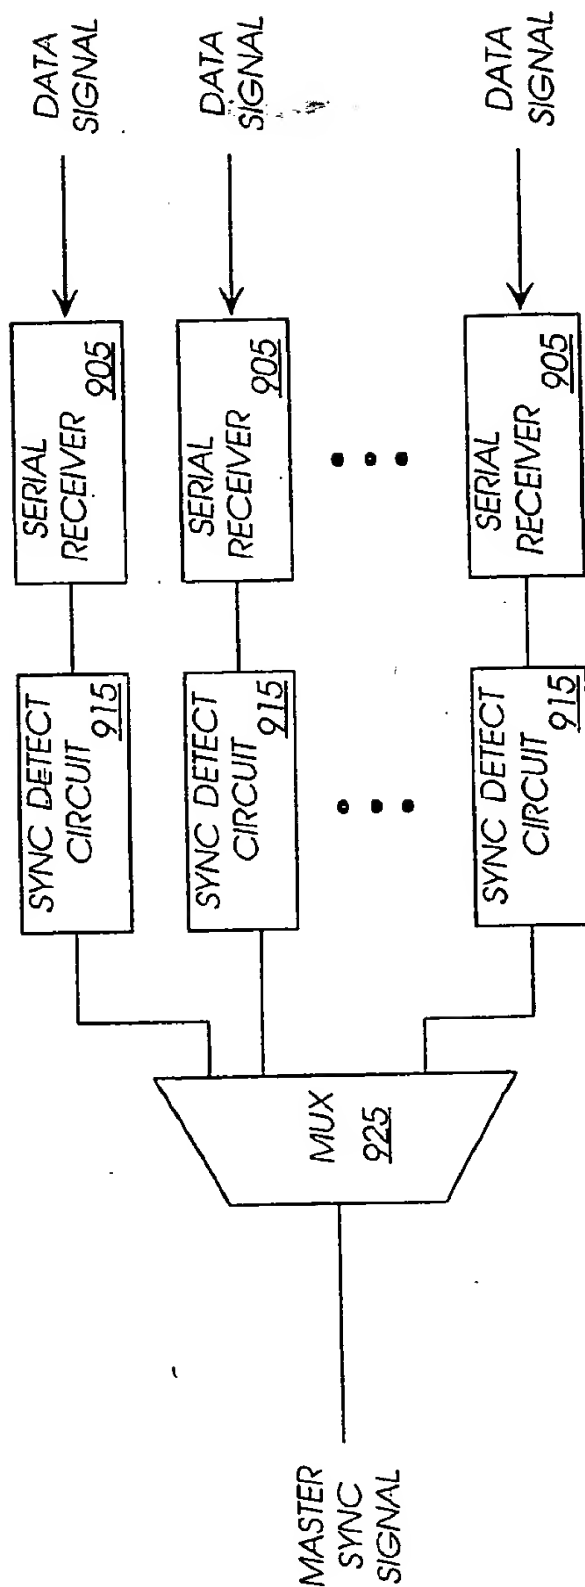 DATA
SIGNAL
DATA
SIGNAL
DATA
SIGNAL
SERIAL
RECEIVER
905
SERIAL
RECEIVER
905
SERIAL
RECEIVER
905
SYNC DETECT
CIRCUIT
915
SYNC DETECT
CIRCUIT
915
SYNC DETECT
CIRCUIT
915
MUX
925
MASTER
SYNC
SIGNAL